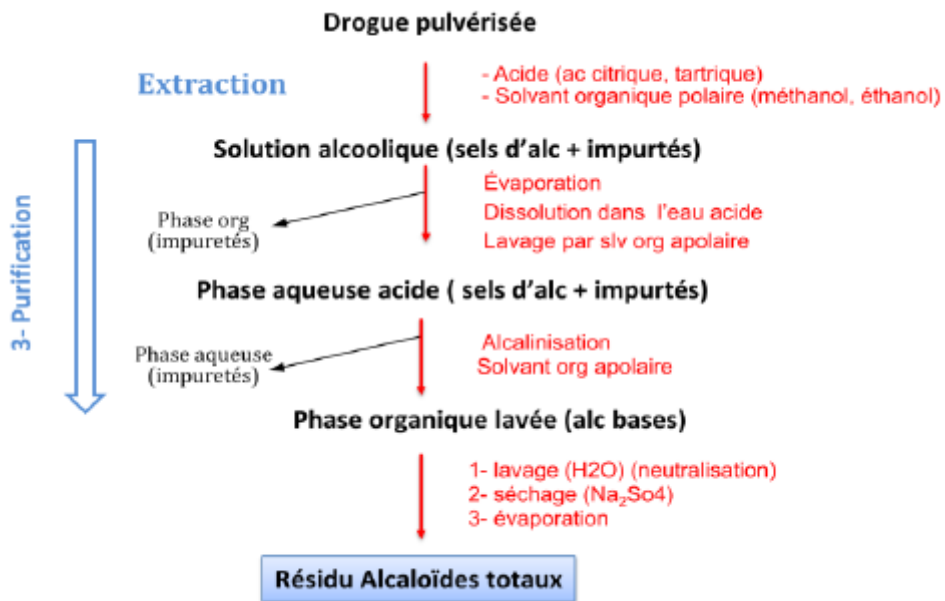 Drogue pulvérisée
Extraction
- Acide (ac citrique, tartrique)
- Solvant organique polaire (méthanol, éthanol)
Solution alcoolique (sels d'alc + impurtés)
Évaporation
Dissolution dans l'eau acide
Lavage par slv org apolaire
Phase org
(impuretés)
3- Purification
Phase aqueuse acide ( sels d'alc + impurtés)
Alcalinisation
Solvant org apolaire
Phase aqueuse
(impuretés)
Phase organique lavée (alc bases)
1- lavage (H2O) (neutralisation)
2- séchage (Na₂So4)
3- évaporation
Résidu Alcaloïdes totaux